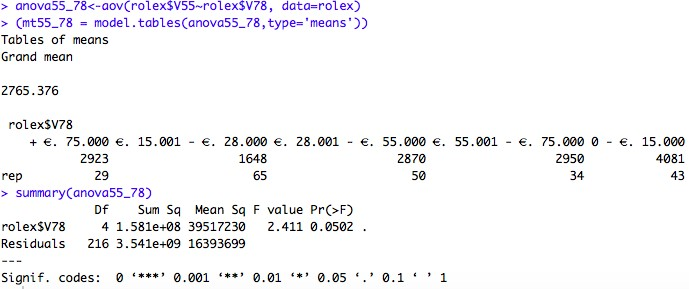 > anova55_78<-aov(rolex$V55~rolex$V78, data=rolex)
> (mt55_78 = model.tables(anova55_78,type='means'))
Tables of means
Grand mean
2765.376
rolex$V78
+ €. 75.000 €. 15.001 - €. 28.000 €. 28.001 - €. 55.000 €. 55.001 - €. 75.000 0 - €. 15.000
2923 1648 2870 2950 4081
rep 29 65 50 34 43
> summary(anova55_78)
Df Sum Sq Mean Sq F value Pr(>F)
rolex$V78 4 1.581e+08 39517230 2.411 0.0502 .
Residuals 216 3.541e+09 16393699
---
Signif. codes: 0 ‘***’ 0.001 ‘**’ 0.01 ‘*’ 0.05 ‘.’ 0.1 ‘ ’ 1